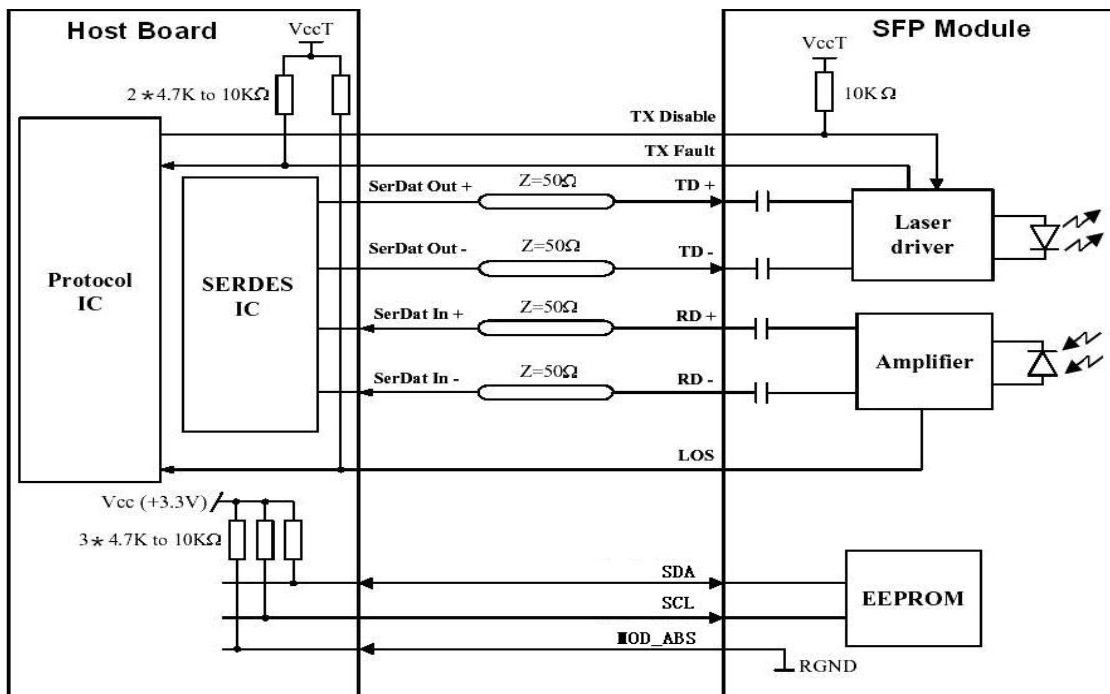 Host Board
SFP Module
VccT
VccT
2*4.7K to 10KΩ
10KΩ
TX Disable
TX Fault
SerDat Out +
Z=50Ω
TD +
SerDat Out -
Z=50Ω
TD -
Laser
driver
Protocol
IC
SERDES
IC
SerDat In +
Z=50Ω
RD +
SerDat In -
Z=50Ω
RD -
Amplifier
LOS
Vcc (+3.3V)
3*4.7K to 10KΩ
SDA
SCL
MOD_ABS
EEPROM
RGND